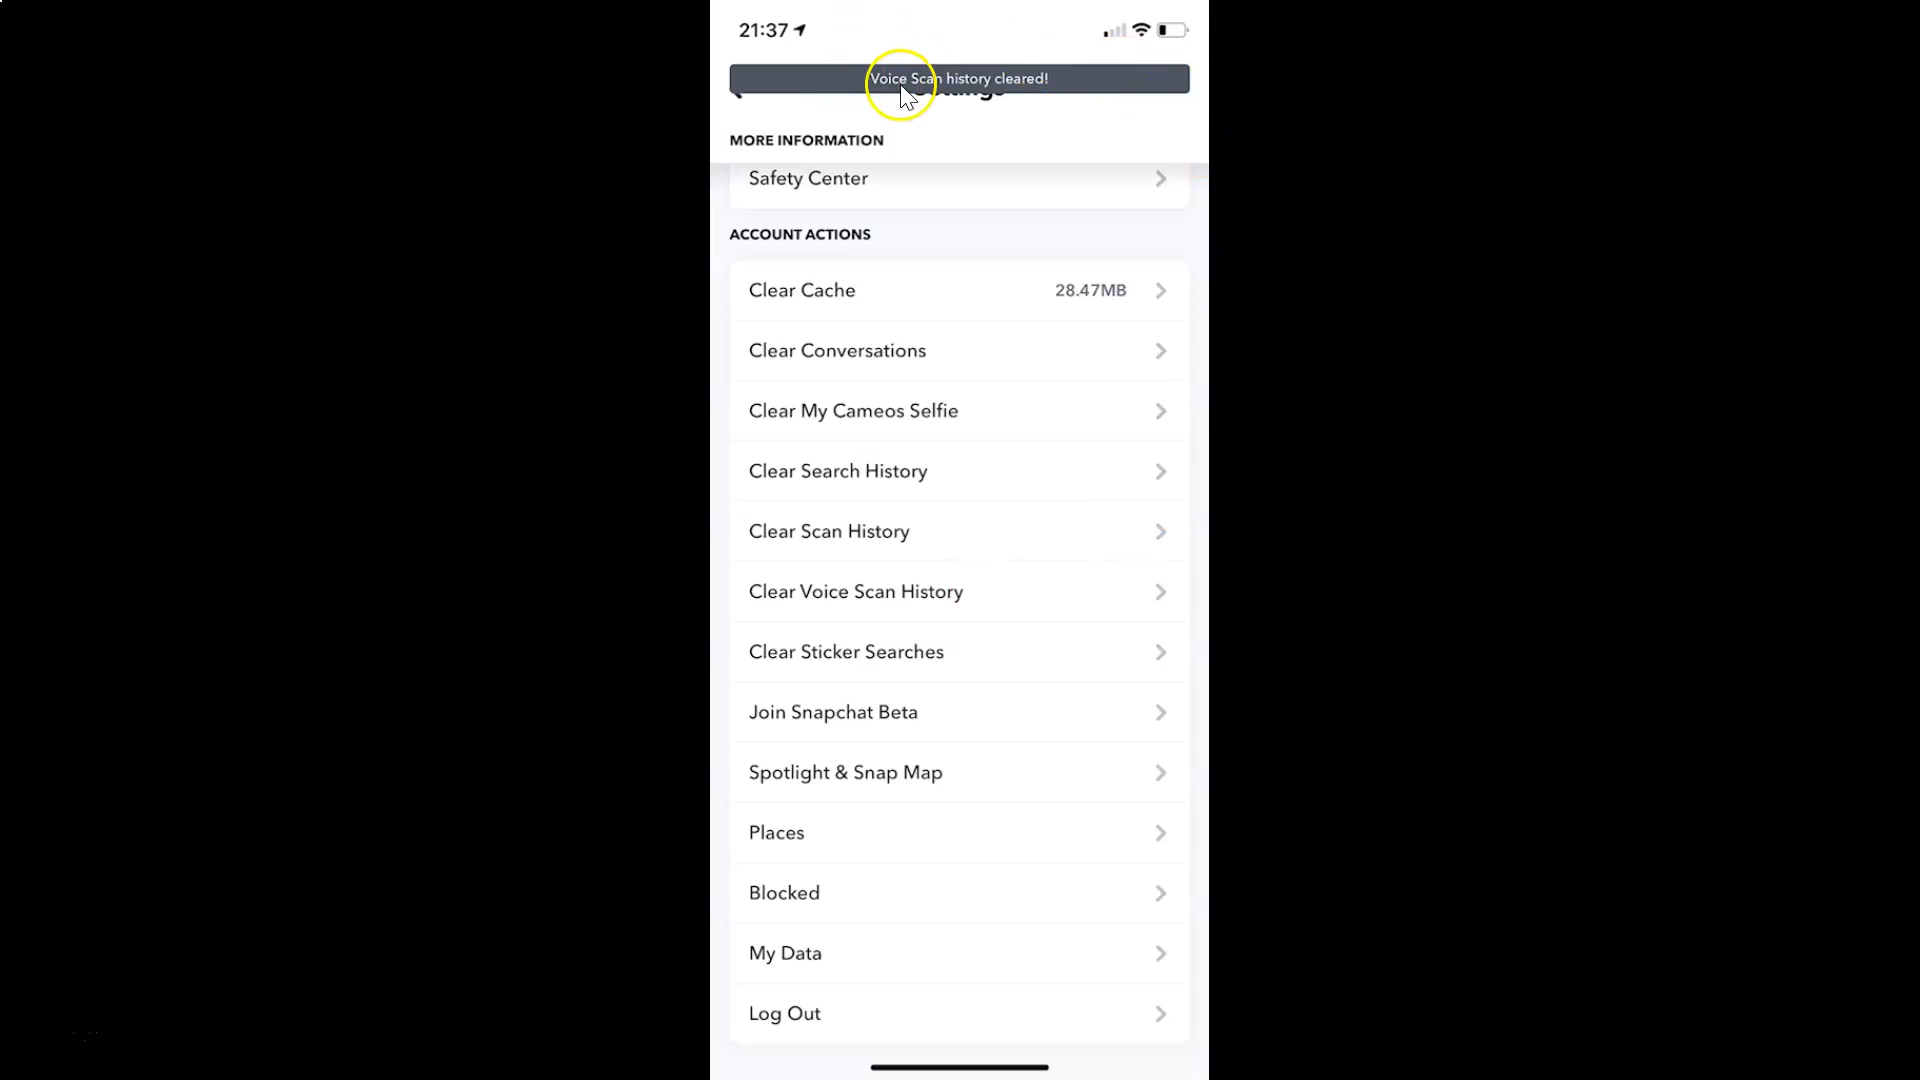 21:37
Voice Scan history cleared!
MORE INFORMATION
Safety Center
ACCOUNT ACTIONS
Clear Cache 28.47MB
Clear Conversations
Clear My Cameos Selfie
Clear Search History
Clear Scan History
Clear Voice Scan History
Clear Sticker Searches
Join Snapchat Beta
Spotlight & Snap Map
Places
Blocked
My Data
Log Out